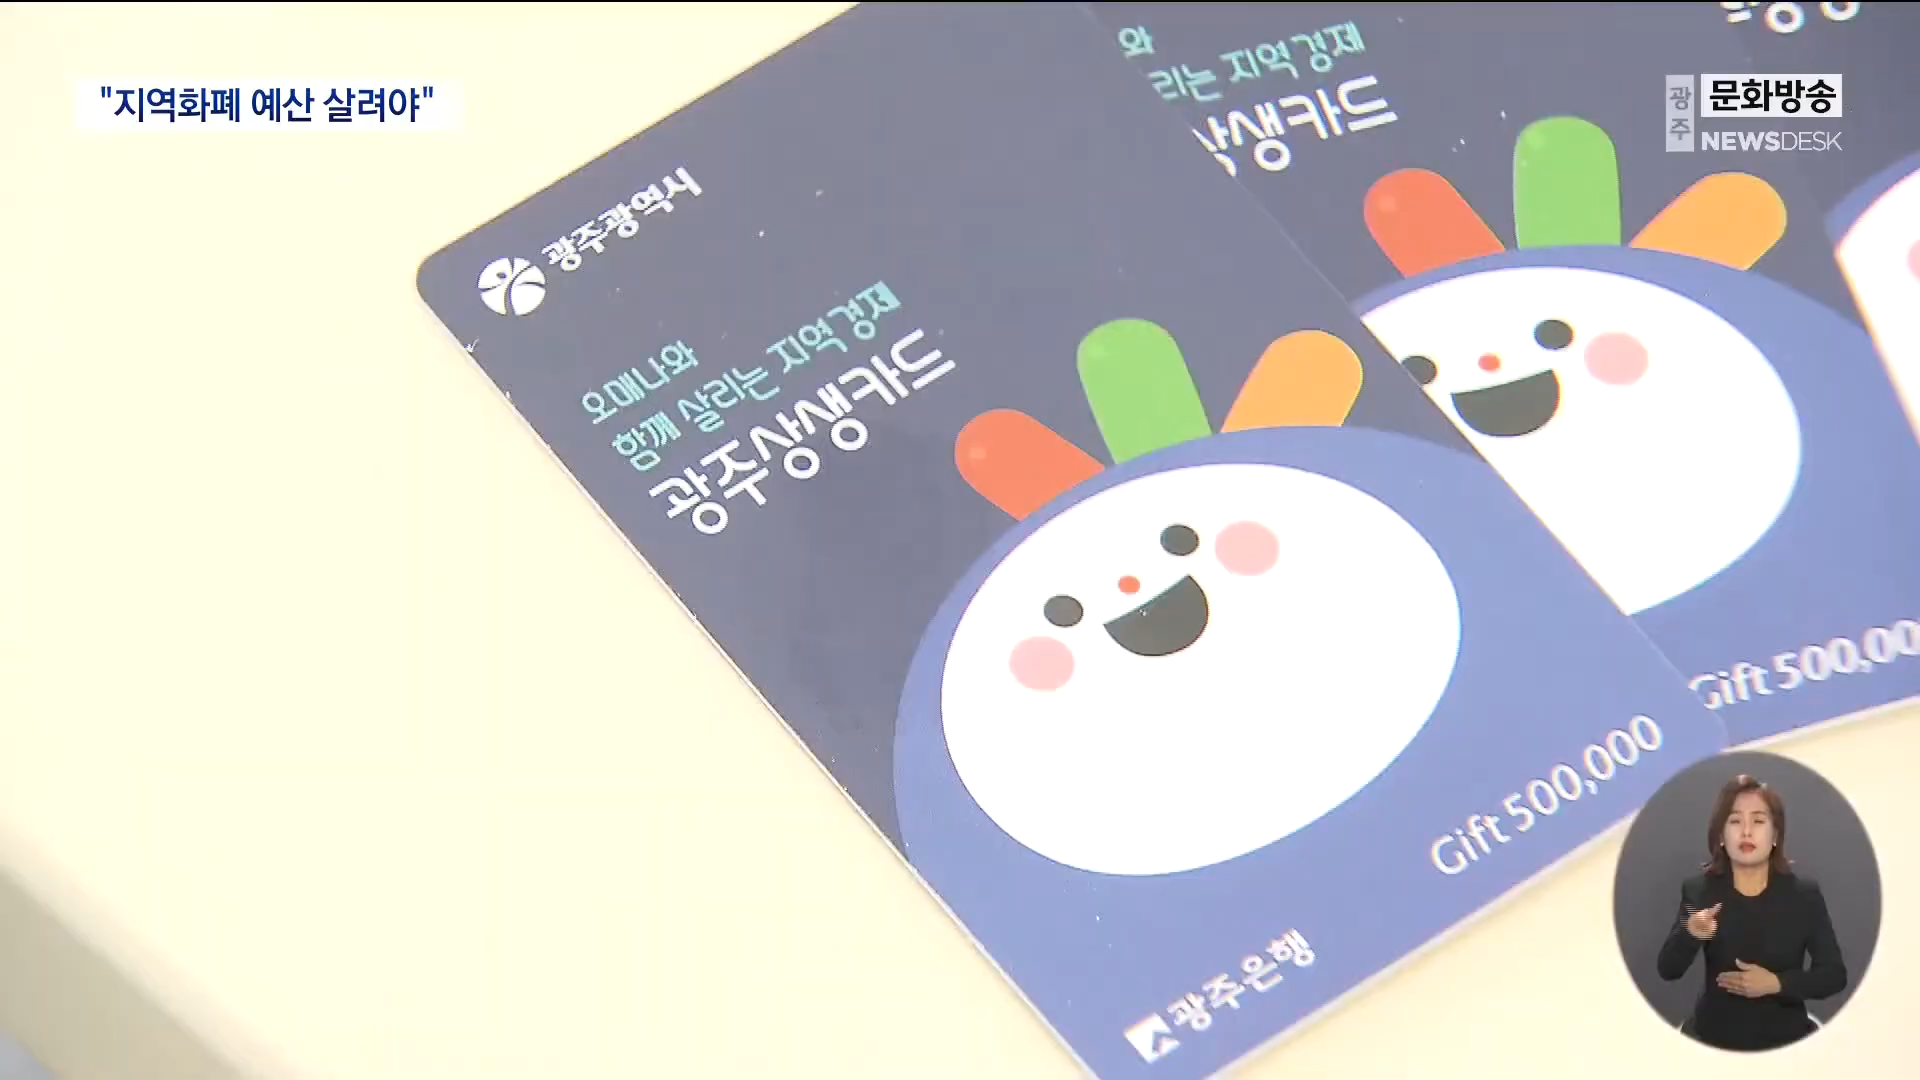 "지역화폐 예산 살려야"
광주
문화방송
NEWSDESK
광주광역시
오매나와
함께 살리는 지역경제
광주상생카드
Gift 500,000
광주은행
와
리는 지역경제
상생카드
Gift 500,00